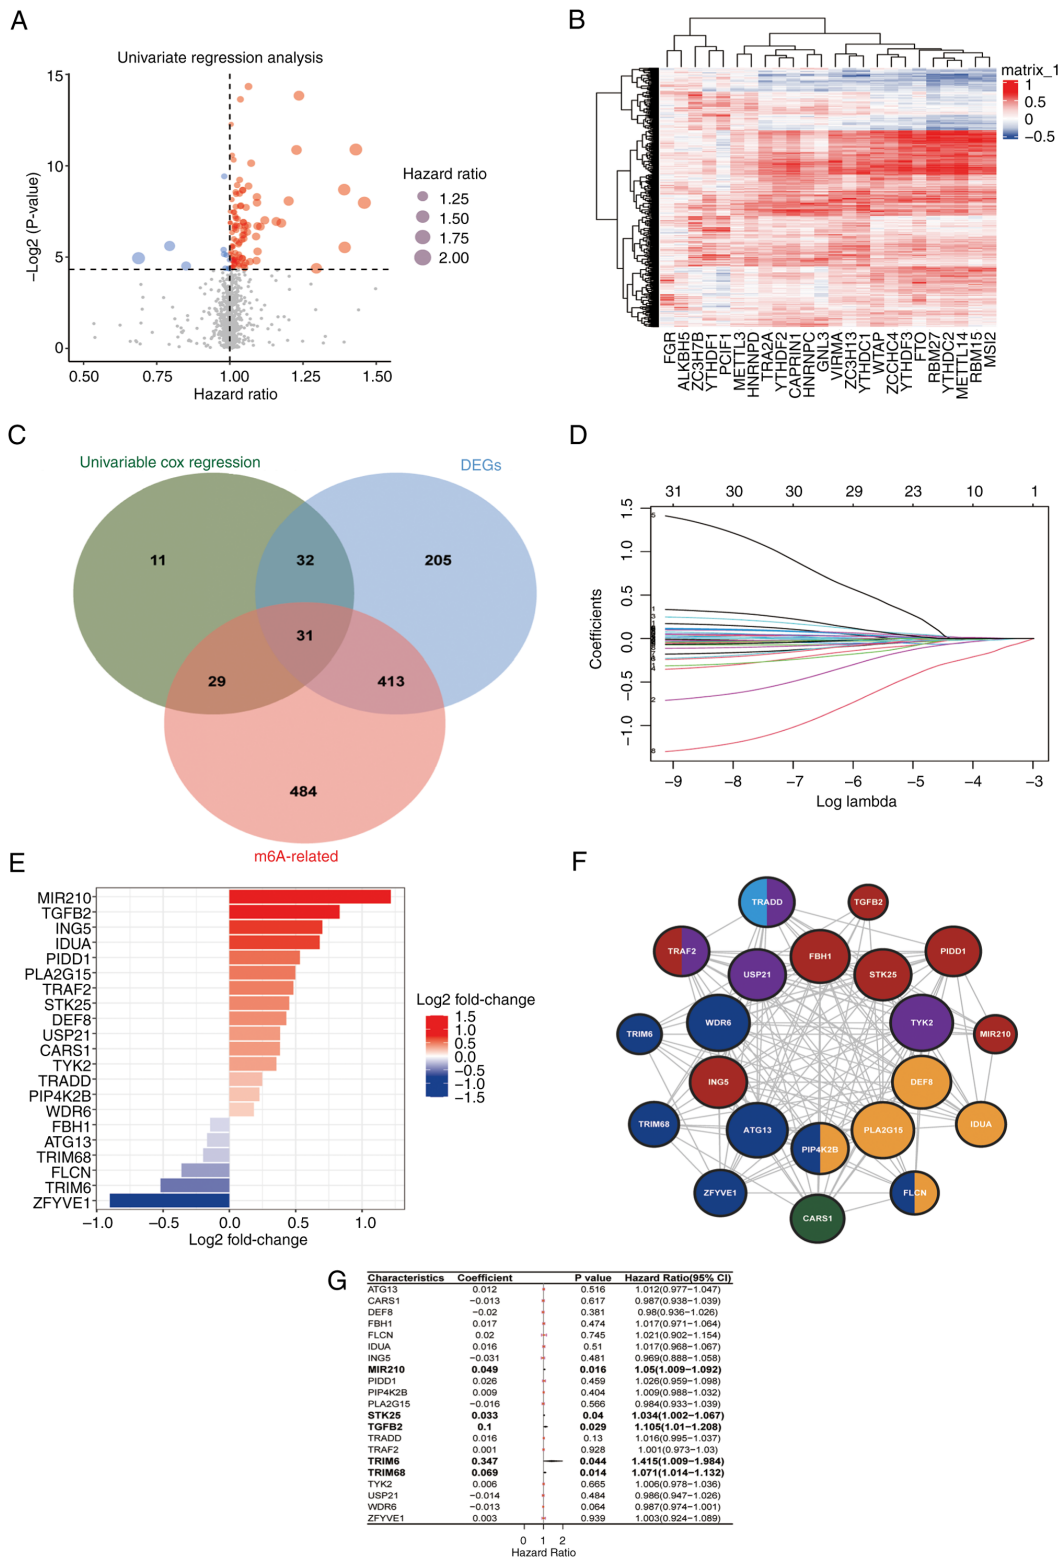 A
Univariate regression analysis
15
10
5
0
−Log2 (P-value)
0.50
0.75
1.00
1.25
1.50
Hazard ratio
Hazard ratio
1.25
1.50
1.75
2.00
B
matrix_1
1
0.5
0
−0.5
FGR
ALKBH5
ZC3H7B
YTHDF1
PCIF1
METTL3
HNRNPD
TRA2A
YTHDF2
CAPRIN1
HNRNPC
GNL3
VIRMA
ZC3H13
YTHDC1
WTAP
ZCCHC4
YTHDF3
FTO
RBM27
YTHDC2
METTL14
RBM15
MSI2
C
Univariable cox regression
DEGs
11
32
205
31
29
413
484
m6A-related
D
31
30
30
29
23
10
1
1.5
1.0
0.5
0.0
−0.5
−1.0
Coefficients
−9
−8
−7
−6
−5
−4
−3
Log lambda
E
MIR210
TGFB2
ING5
IDUA
PIDD1
PLA2G15
TRAF2
STK25
DEF8
USP21
CARS1
TYK2
TRADD
PIP4K2B
WDR6
FBH1
ATG13
TRIM68
FLCN
TRIM6
ZFYVE1
−1.0
−0.5
0.0
0.5
1.0
Log2 fold-change
Log2 fold-change
1.5
1.0
0.5
0.0
−0.5
−1.0
−1.5
F
TRADD
TGFB2
TRAF2
FBH1
PIDD1
USP21
STK25
WDR6
TYK2
TRIM6
MIR210
ING5
DEF8
TRIM68
ATG13
PLA2G15
IDUA
PIP4K2B
ZFYVE1
FLCN
CARS1
G
Characteristics Coefficient P value Hazard Ratio(95% CI)
ATG13 0.012 0.516 1.012(0.977−1.047)
CARS1 −0.013 0.617 0.987(0.938−1.039)
DEF8 −0.02 0.381 0.98(0.936−1.026)
FBH1 0.017 0.474 1.017(0.971−1.064)
FLCN 0.02 0.745 1.021(0.902−1.154)
IDUA 0.016 0.51 1.017(0.968−1.067)
ING5 −0.031 0.481 0.969(0.888−1.058)
MIR210 0.049 0.016 1.05(1.009−1.092)
PIDD1 0.026 0.459 1.026(0.959−1.098)
PIP4K2B 0.009 0.404 1.009(0.988−1.032)
PLA2G15 −0.016 0.566 0.984(0.933−1.039)
STK25 0.033 0.04 1.034(1.002−1.067)
TGFB2 0.1 0.029 1.105(1.01−1.208)
TRADD 0.016 0.13 1.016(0.995−1.037)
TRAF2 0.001 0.928 1.001(0.973−1.03)
TRIM6 0.347 0.044 1.415(1.009−1.984)
TRIM68 0.069 0.014 1.071(1.014−1.132)
TYK2 0.006 0.665 1.006(0.978−1.036)
USP21 −0.014 0.484 0.986(0.947−1.026)
WDR6 −0.013 0.064 0.987(0.974−1.001)
ZFYVE1 0.003 0.939 1.003(0.924−1.089)
0 1 2
Hazard Ratio